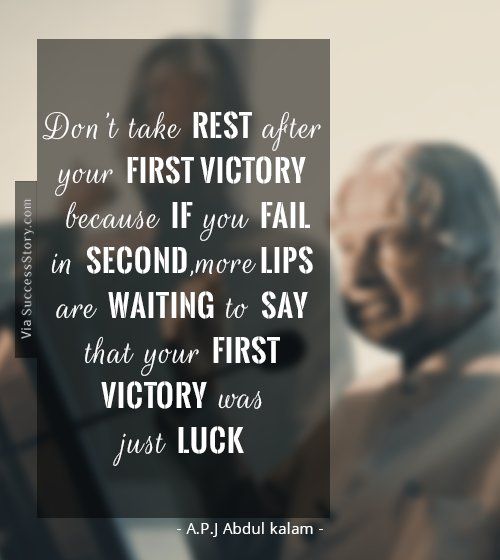 Don't take REST after
your FIRST VICTORY
because IF you FAIL
in SECOND,more LIPS
are WAITING to SAY
that your FIRST
VICTORY was
just LUCK
- A.P.J Abdul kalam -
Via SuccessStory.com